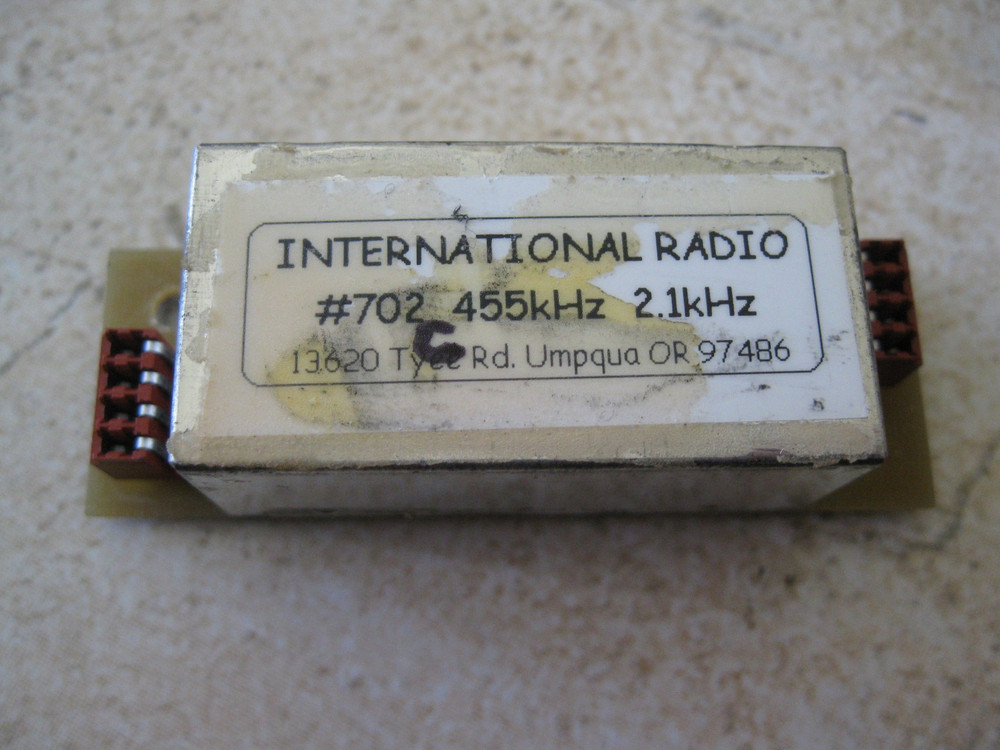 INTERNATIONAL RADIO
#702 455kHz 2.1kHz
C
13620 Tyee Rd. Umpqua OR 97486